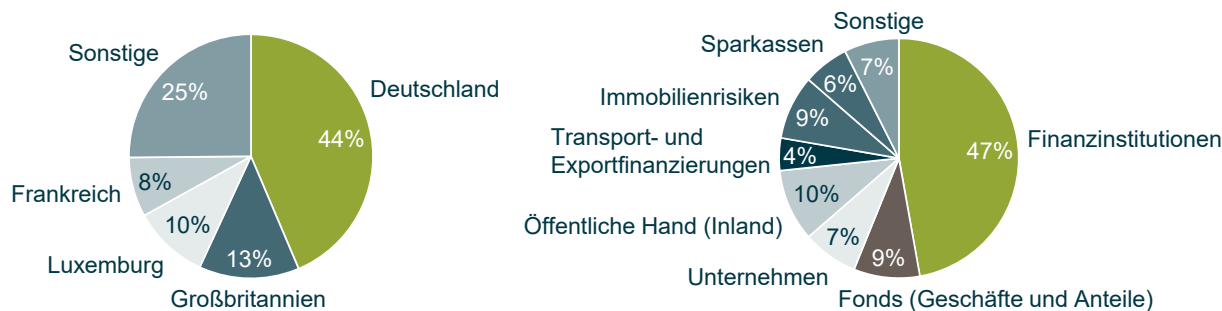 Sonstige
25%
Deutschland
44%
Frankreich
8%
10%
Luxemburg
13%
Großbritannien
Sonstige
Sparkassen
7%
6%
Immobilienrisiken
9%
Transport- und
Exportfinanzierungen
4%
Finanzinstitutionen
47%
10%
Öffentliche Hand (Inland)
7%
Unternehmen
9%
Fonds (Geschäfte und Anteile)